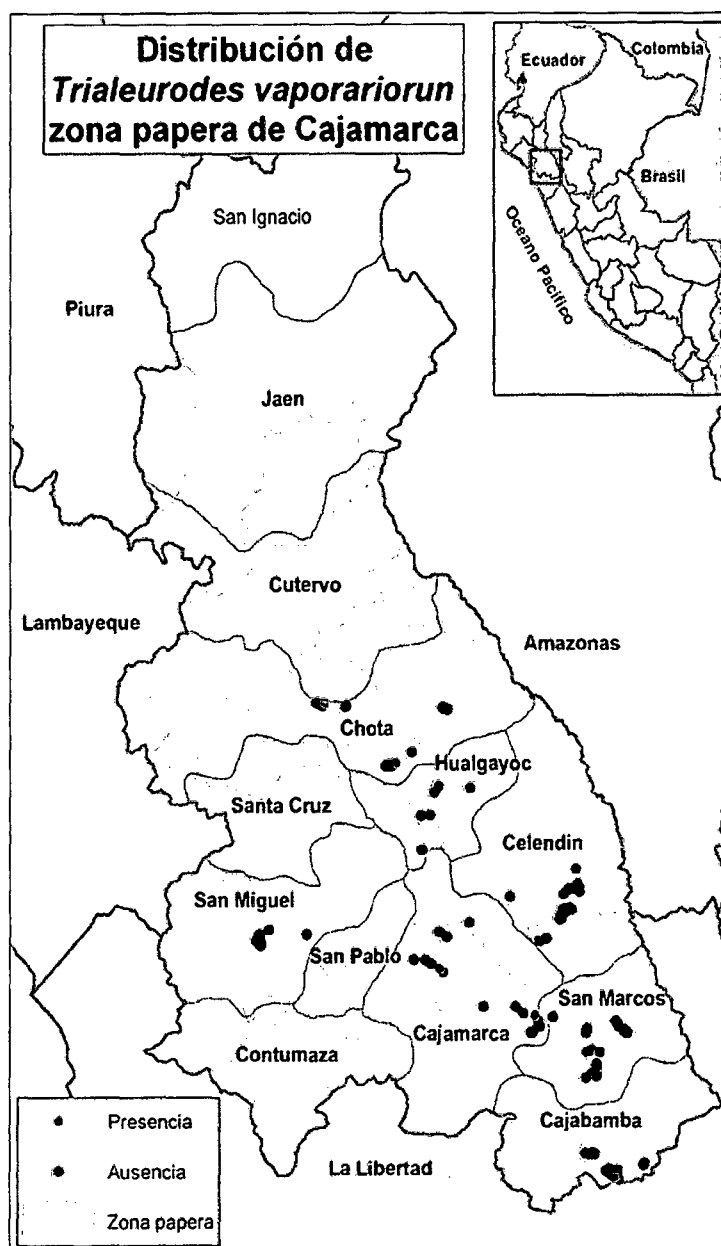 Distribución de
Trialeurodes vaporariorun
zona papera de Cajamarca
Ecuador
Colombia
Brasil
Oceano Pacífico
San Ignacio
Piura
Jaen
Cutervo
Lambayeque
Amazonas
Chota
Hualgayoc
Santa Cruz
Celendin
San Miguel
San Pablo
San Marcos
Cajamarca
Contumaza
Cajabamba
La Libertad
Presencia
Ausencia
Zona papera